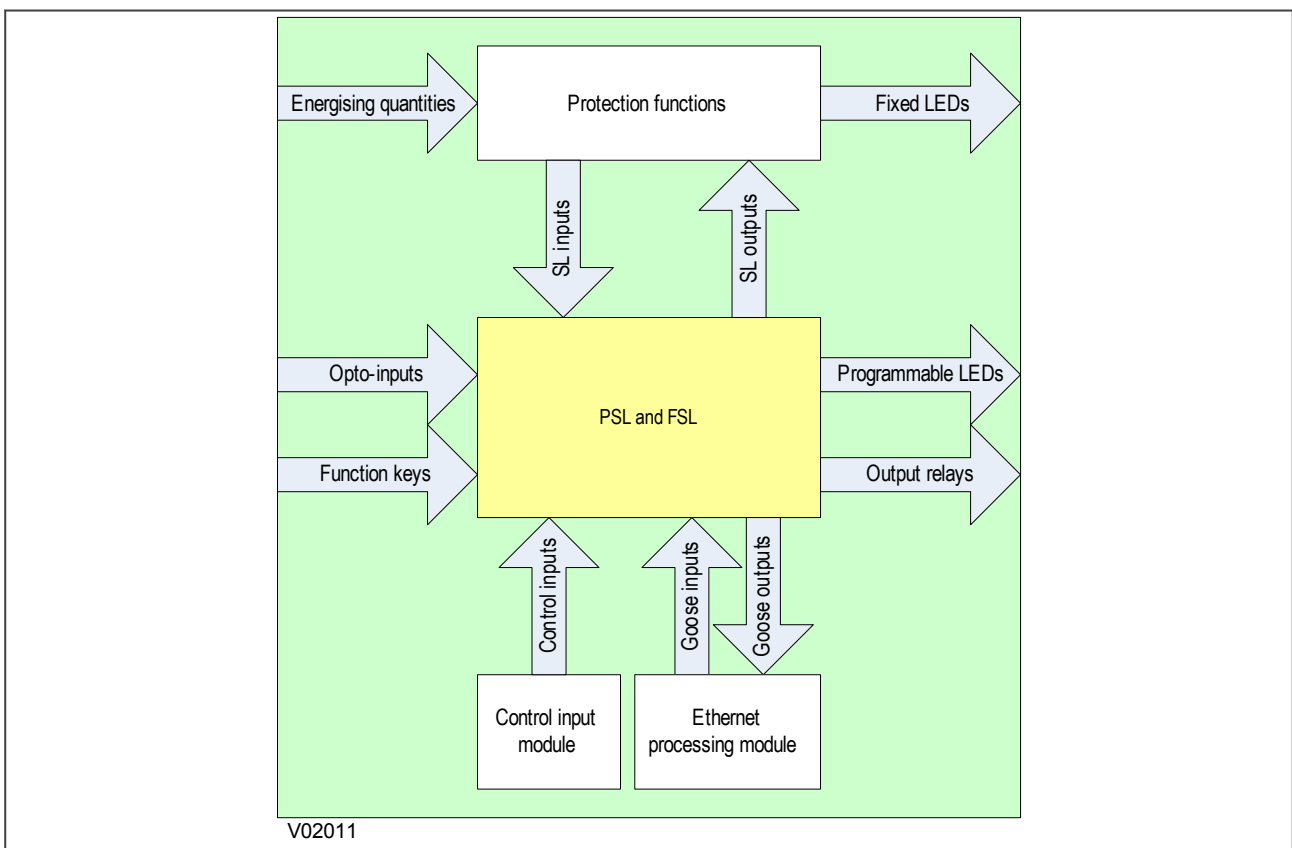 Energising quantities
Protection functions
Fixed LEDs
SL inputs
SL outputs
Opto-inputs
PSL and FSL
Programmable LEDs
Function keys
Output relays
Control inputs
Goose inputs
Goose outputs
Control input
module
Ethernet
processing module
V02011